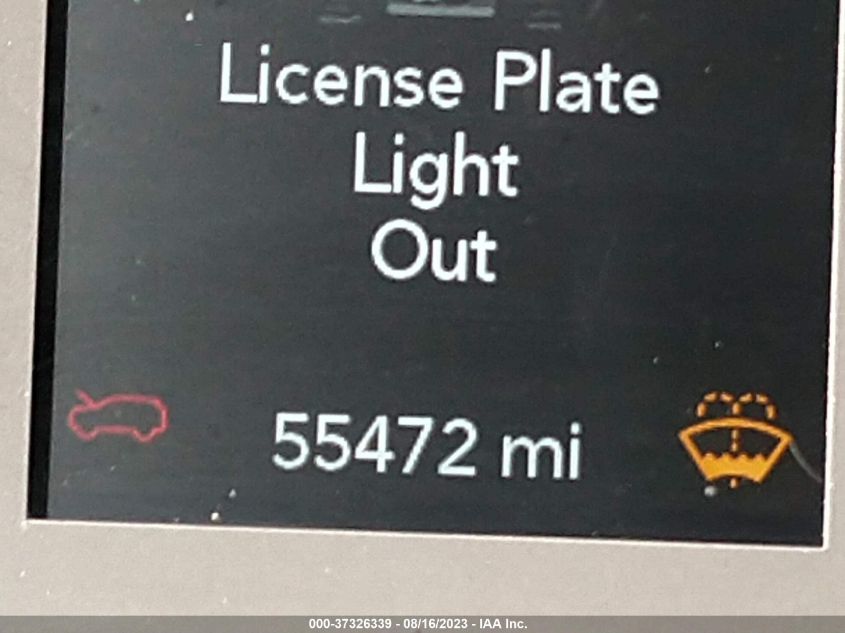 License Plate
Light
Out
55472 mi
000-37326339 - 08/16/2023 - IAA Inc.